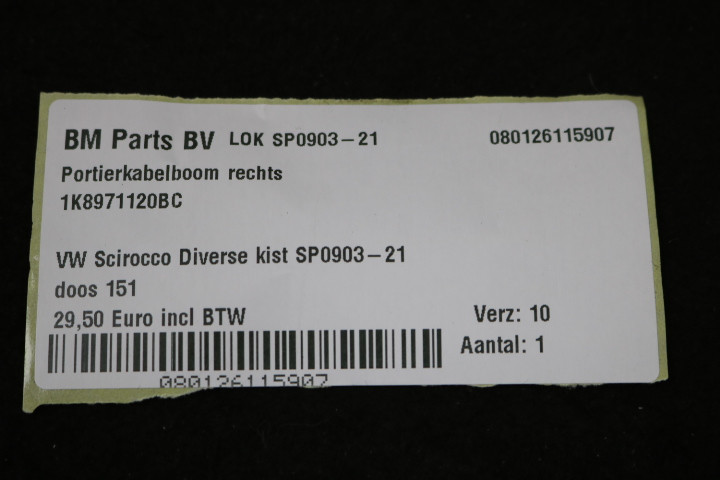 BM Parts BV LOK SP0903-21 080126115907
Portierkabelboom rechts
1K8971120BC
VW Scirocco Diverse kist SP0903-21
doos 151
29,50 Euro incl BTW Verz: 10
Aantal: 1
080126115907